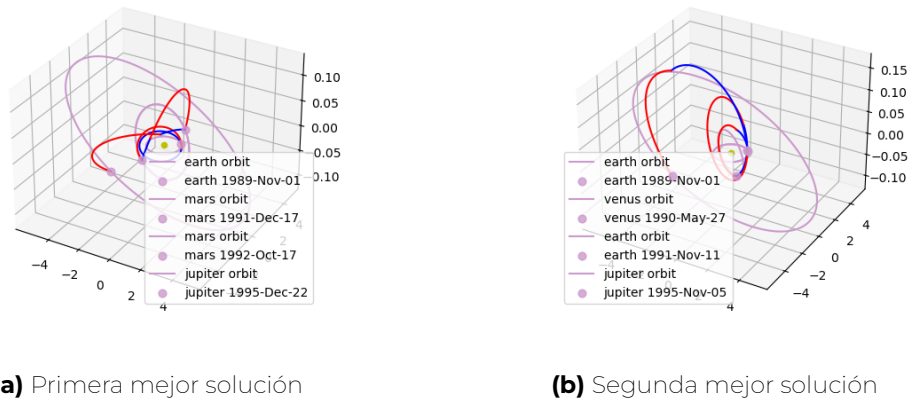 0.10
0.05
0.00
−0.05
−0.10
−4
−2
0
2
4
4
2
earth orbit
earth 1989-Nov-01
mars orbit
mars 1991-Dec-17
mars orbit
mars 1992-Oct-17
jupiter orbit
jupiter 1995-Dec-22
0.15
0.10
0.05
0.00
−0.05
−0.10
4
2
0
−2
−4
4
earth orbit
earth 1989-Nov-01
venus orbit
venus 1990-May-27
earth orbit
earth 1991-Nov-11
jupiter orbit
jupiter 1995-Nov-05
a) Primera mejor solución
(b) Segunda mejor solución